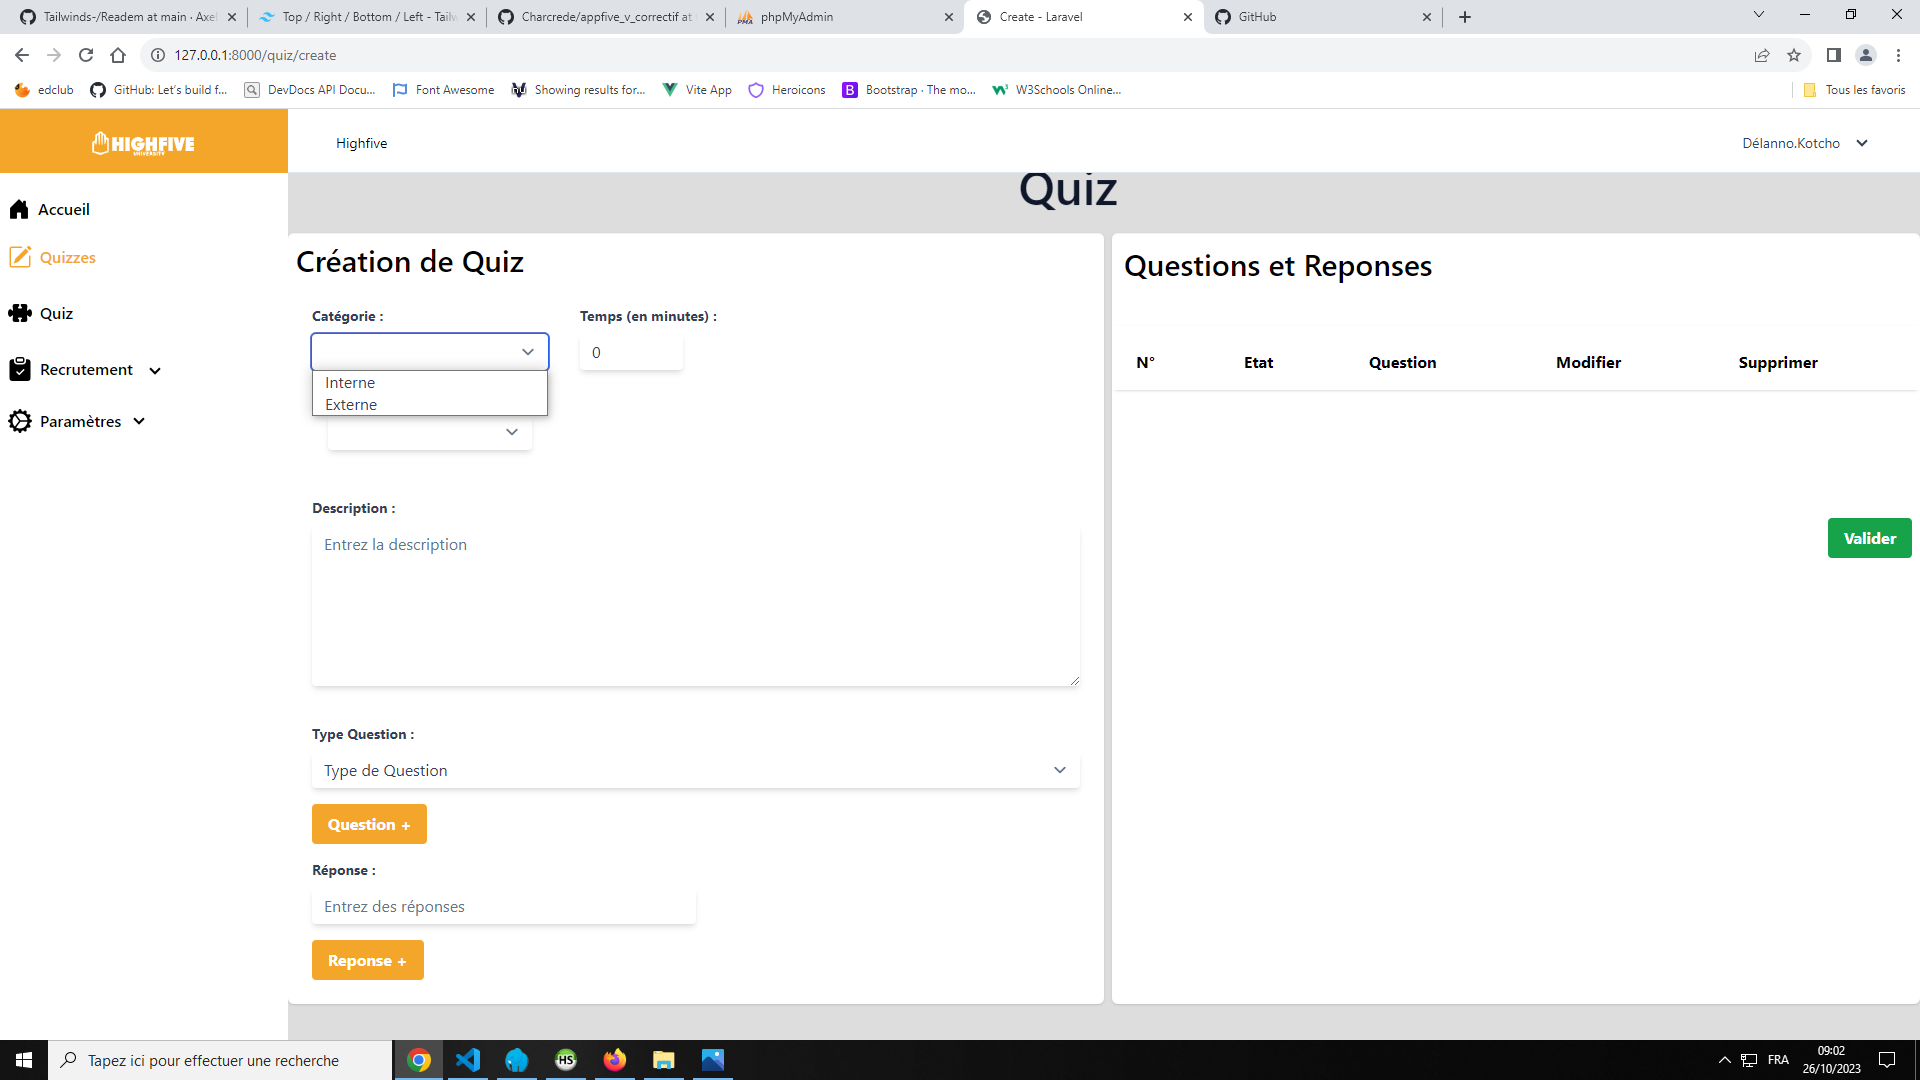 Tailwinds-/Readem at main · Axel
Top / Right / Bottom / Left - Tailw
Charcrede/appfive_v_correctif at
phpMyAdmin
Create - Laravel
GitHub
127.0.0.1:8000/quiz/create
edclub
GitHub: Let's build f...
DevDocs API Docu...
Font Awesome
Showing results for...
Vite App
Heroicons
Bootstrap · The mo...
W3Schools Online...
Tous les favoris
HIGHFIVE
UNIVERSITY
Highfive
Délanno.Kotcho
Accueil
Quizzes
Quiz
Recrutement
Paramètres
Quiz
Création de Quiz
Catégorie :
Temps (en minutes) :
0
Interne
Externe
Description :
Entrez la description
Type Question :
Type de Question
Question +
Réponse :
Entrez des réponses
Reponse +
Questions et Reponses
N° Etat Question Modifier Supprimer
Valider
Tapez ici pour effectuer une recherche
HS
FRA
09:02
26/10/2023